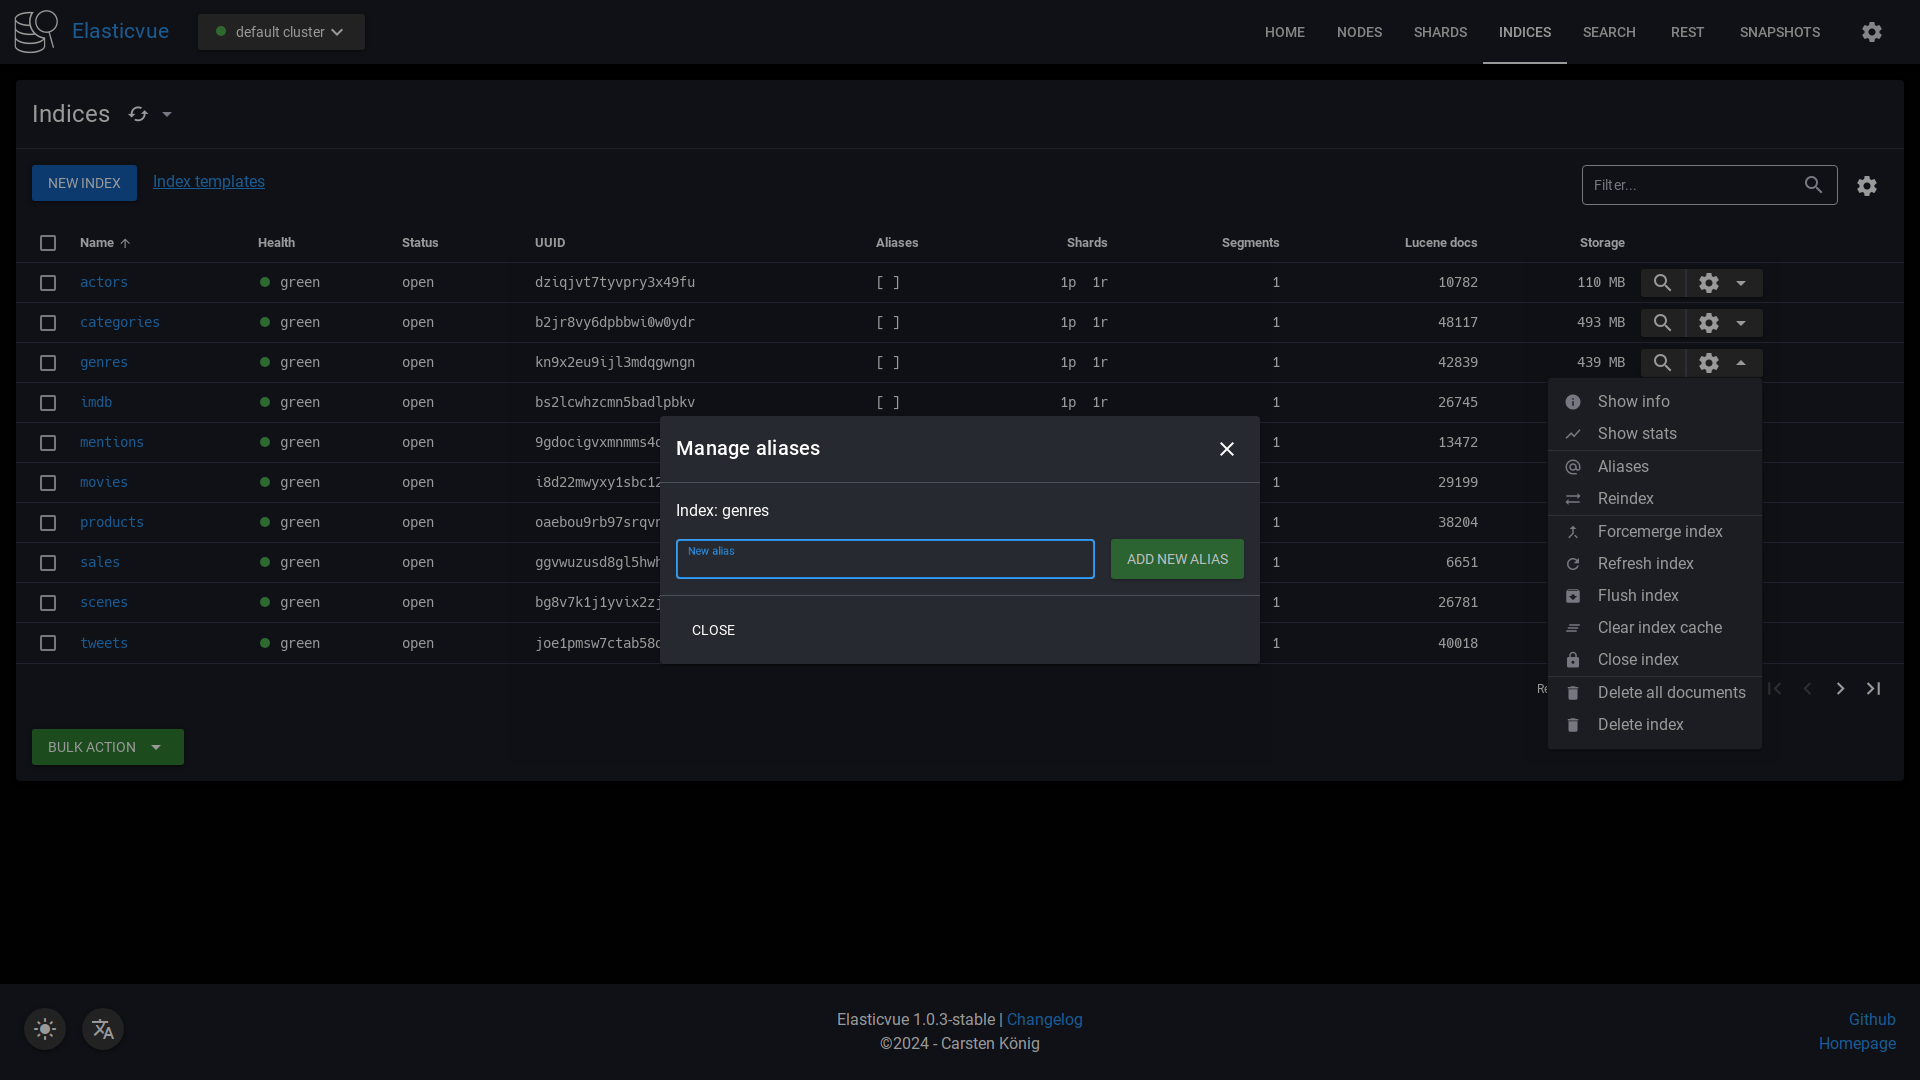 Elasticvue
default cluster
HOME NODES SHARDS INDICES SEARCH REST SNAPSHOTS
Indices
NEW INDEX Index templates
Filter...
Name Health Status UUID Aliases Shards Segments Lucene docs Storage
actors green open dziqjvt7tyvpry3x49fu [ ] 1p 1r 1 10782 110 MB
categories green open b2jr8vy6dpbbwi0w0ydr [ ] 1p 1r 1 48117 493 MB
genres green open kn9x2eu9ijl3mdqgwngn [ ] 1p 1r 1 42839 439 MB
imdb green open bs2lcwhzcmn5badlpbkv [ ] 1p 1r 1 26745
mentions green open 9gdocigvxmnmms4 1 13472
movies green open i8d22mwyxy1sbc12 1 29199
products green open oaebou9rb97srqv 1 38204
sales green open ggvwuzusd8gl5hw 1 6651
scenes green open bg8v7k1j1yvix2z 1 26781
tweets green open joe1pmsw7ctab58 1 40018
Manage aliases
Index: genres
New alias
ADD NEW ALIAS
CLOSE
Show info
Show stats
Aliases
Reindex
Forcemerge index
Refresh index
Flush index
Clear index cache
Close index
Delete all documents
Delete index
BULK ACTION
Elasticvue 1.0.3-stable | Changelog
©2024 - Carsten König
Github
Homepage